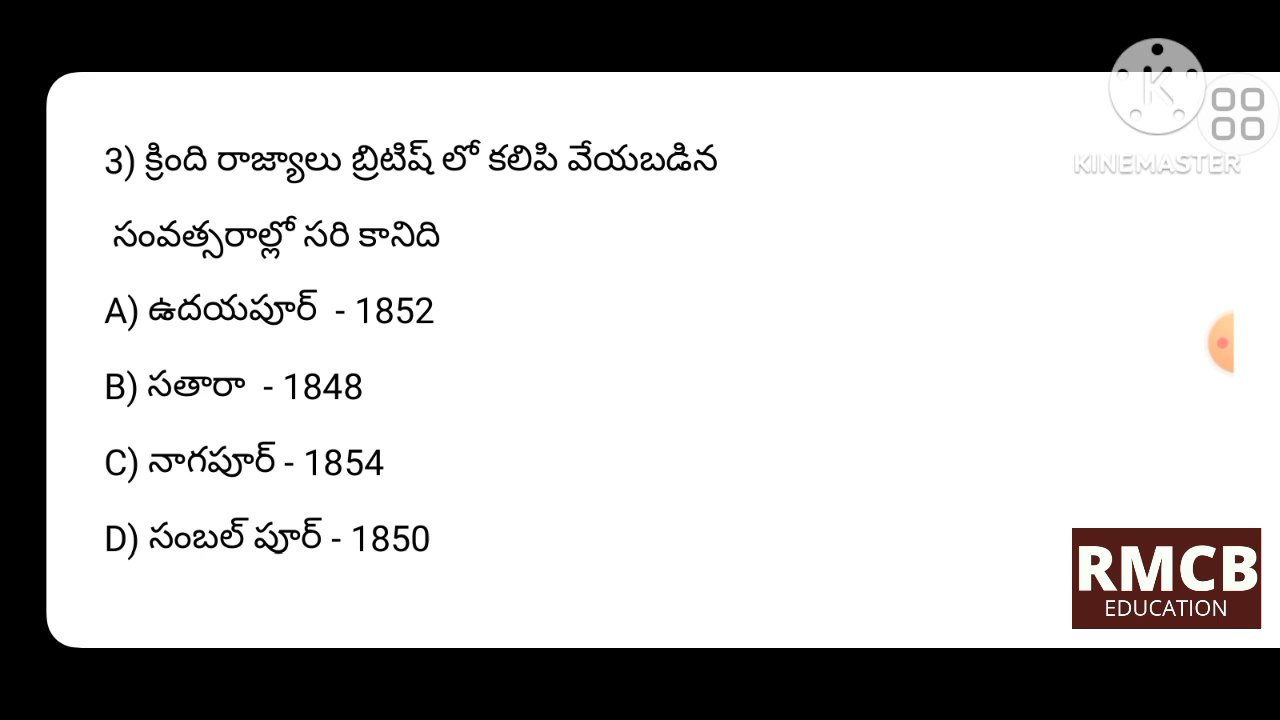 3) క్రింది రాజ్యాలు బ్రిటిష్ లో కలిపి వేయబడిన
సంవత్సరాల్లో సరి కానిది
A) ఉదయపూర్ - 1852
B) సతారా - 1848
C) నాగపూర్ - 1854
D) సంబల్ పూర్ - 1850
K
KINEMASTER
RMCB
EDUCATION